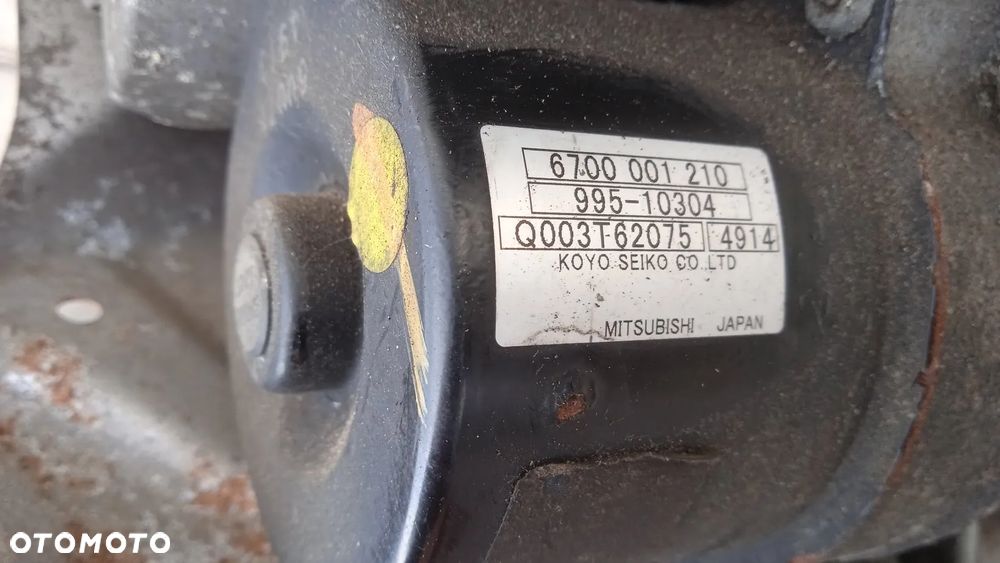 6700 001 210
995-10304
Q003T62075 4914
KOYO SEIKO CO LTD
MITSUBISHI JAPAN
OTOMOTO